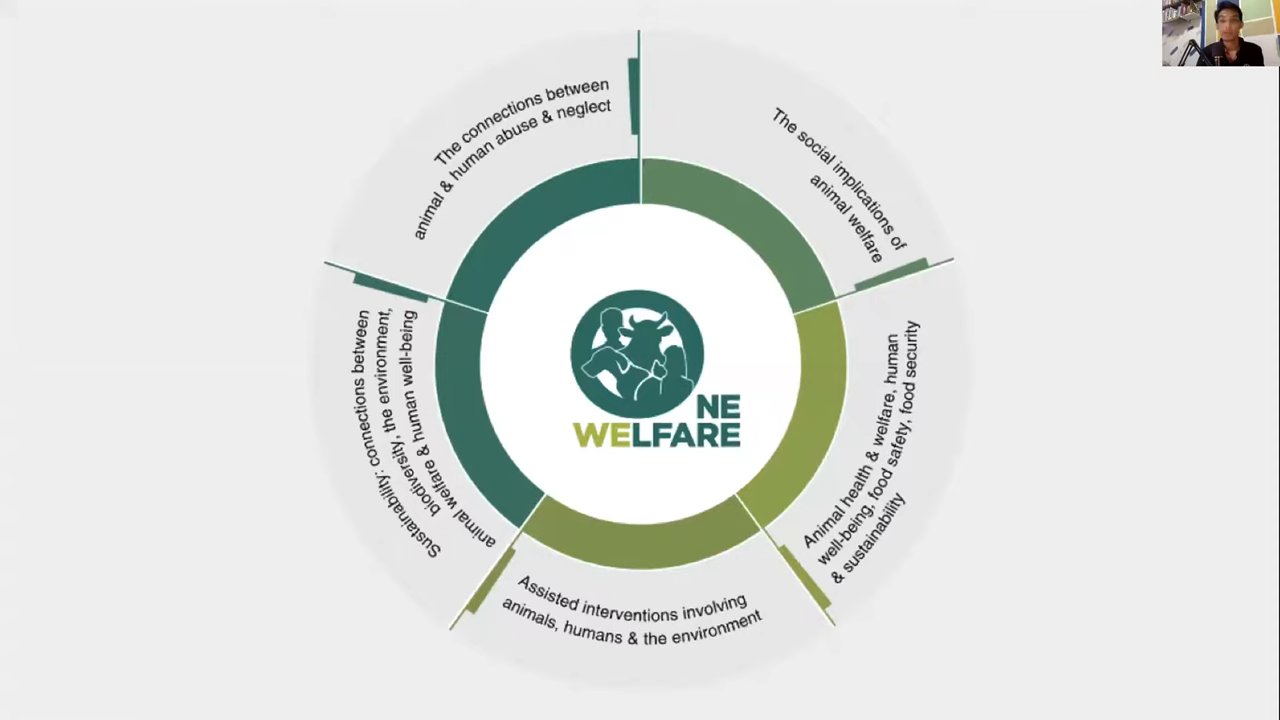 The connections between
animal & human abuse & neglect
The social implications of
animal welfare
Animal health & welfare, human
well-being, food safety, food security
& sustainability
Assisted interventions involving
animals, humans & the environment
Sustainability: connections between
biodiversity, the environment,
animal welfare & human well-being
NE
WELFARE